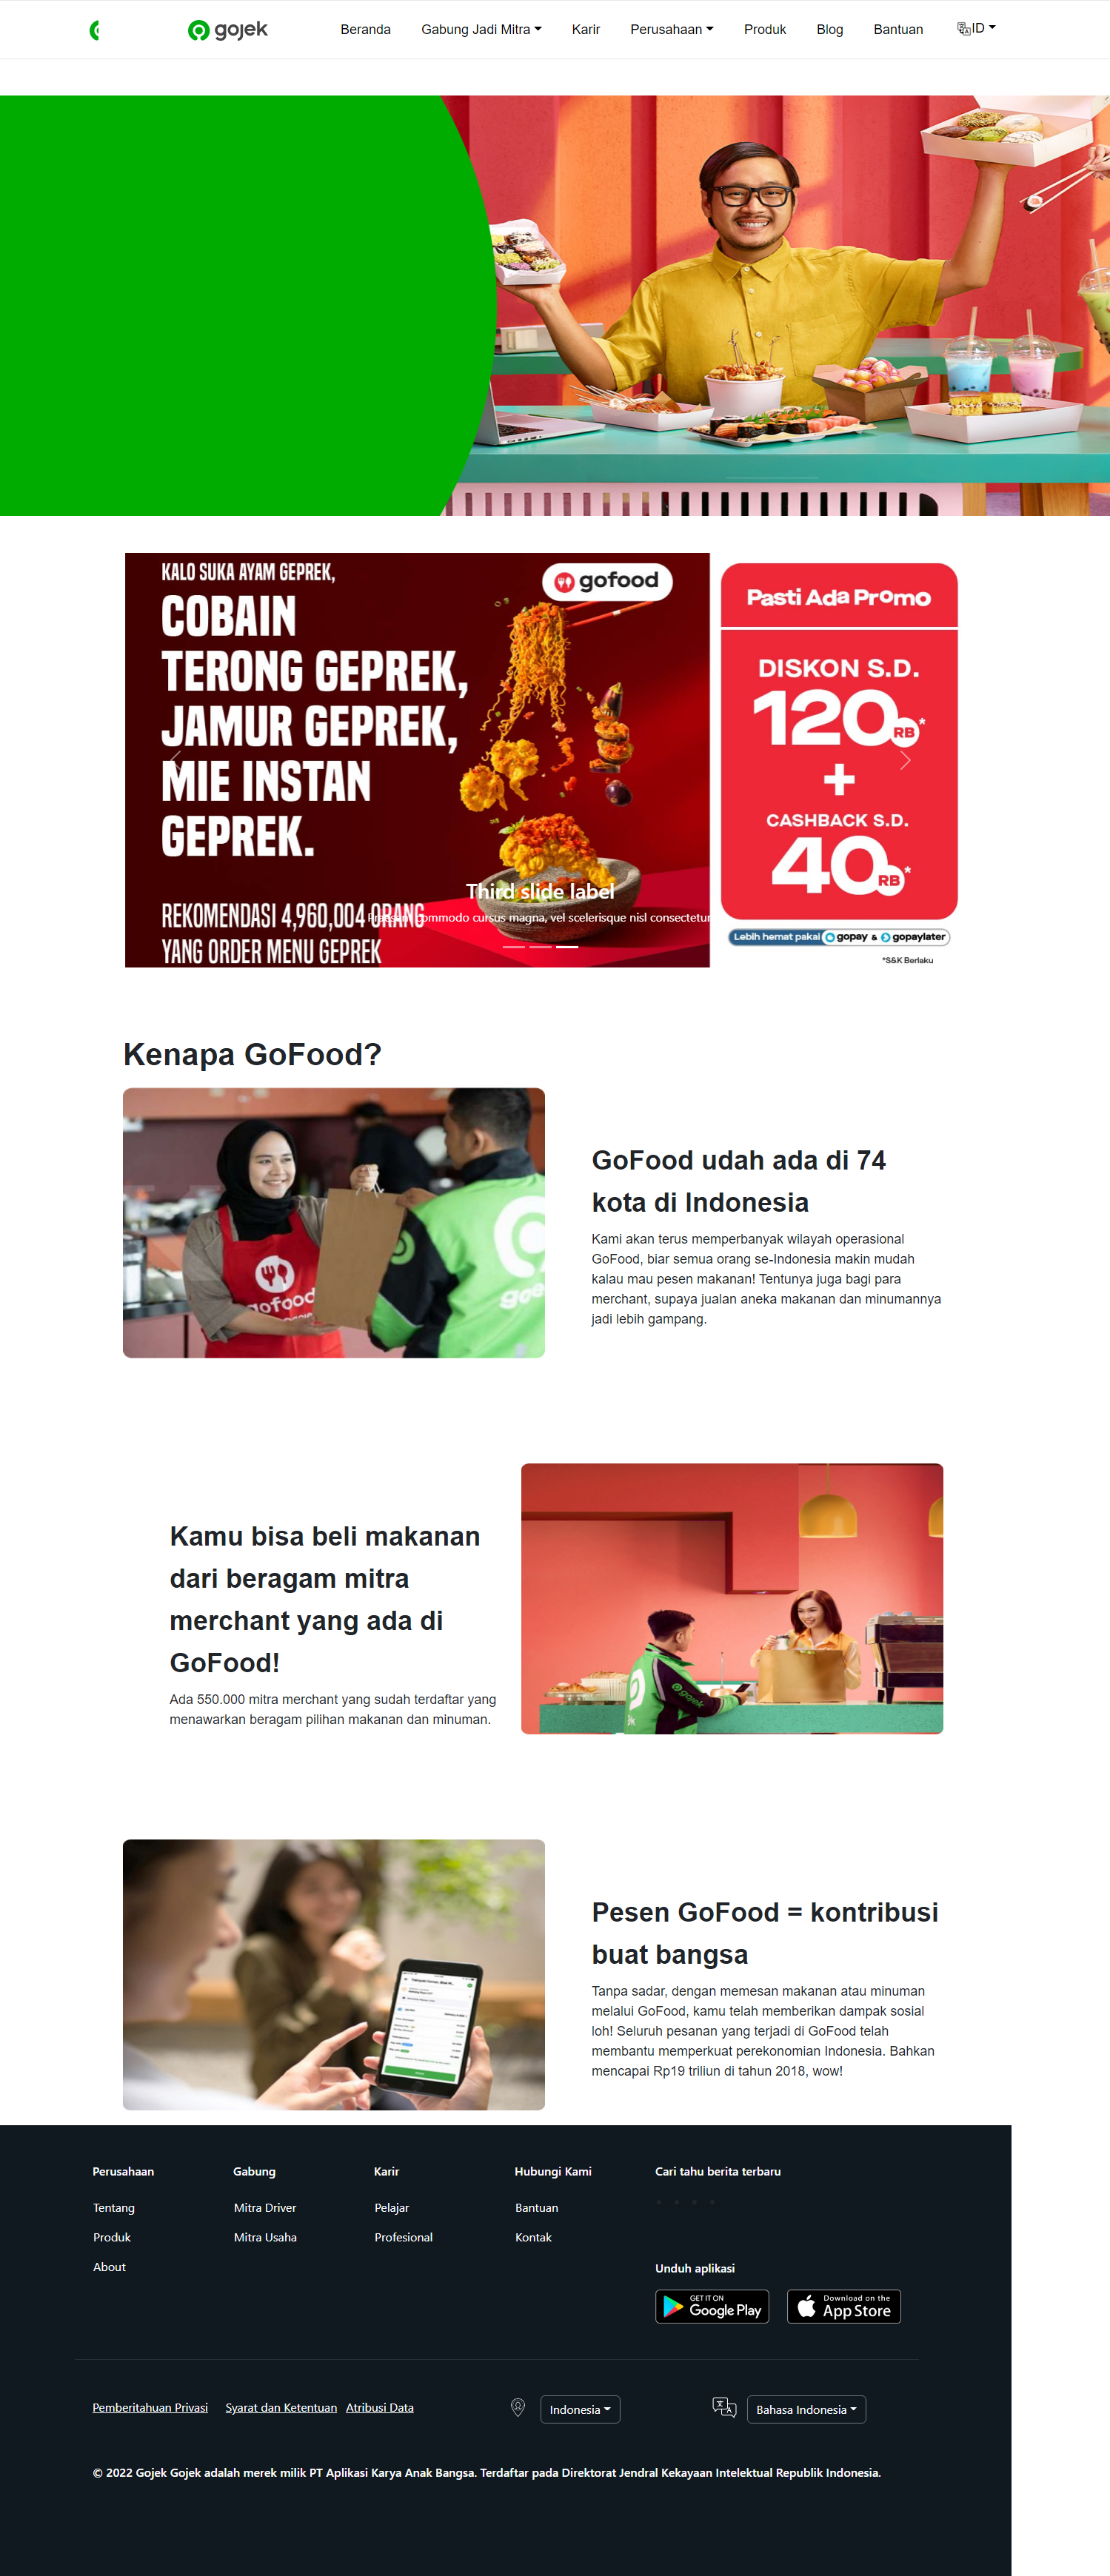 gojek
Beranda
Gabung Jadi Mitra
Karir
Perusahaan
Produk
Blog
Bantuan
ID
KALO SUKA AYAM GEPREK,
COBAIN
TERONG GEPREK,
JAMUR GEPREK,
MIE INSTAN
GEPREK.
REKOMENDASI 4,960,004 ORANG
YANG ORDER MENU GEPREK
gofood
Third slide label
Praesent commodo cursus magna, vel scelerisque nisl consectetur
Pasti Ada Promo
DISKON S.D.
120RB*
+
CASHBACK S.D.
40RB*
Lebih hemat pakai gopay & gopaylater
*S&K Berlaku
Kenapa GoFood?
gofood
GoFood udah ada di 74
kota di Indonesia
Kami akan terus memperbanyak wilayah operasional
GoFood, biar semua orang se-Indonesia makin mudah
kalau mau pesen makanan! Tentunya juga bagi para
merchant, supaya jualan aneka makanan dan minumannya
jadi lebih gampang.
Kamu bisa beli makanan
dari beragam mitra
merchant yang ada di
GoFood!
Ada 550.000 mitra merchant yang sudah terdaftar yang
menawarkan beragam pilihan makanan dan minuman.
gojek
Pesen GoFood = kontribusi
buat bangsa
Tanpa sadar, dengan memesan makanan atau minuman
melalui GoFood, kamu telah memberikan dampak sosial
loh! Seluruh pesanan yang terjadi di GoFood telah
membantu memperkuat perekonomian Indonesia. Bahkan
mencapai Rp19 triliun di tahun 2018, wow!
Perusahaan
Tentang
Produk
About
Gabung
Mitra Driver
Mitra Usaha
Karir
Pelajar
Profesional
Hubungi Kami
Bantuan
Kontak
Cari tahu berita terbaru
Unduh aplikasi
GET IT ON
Google Play
Download on the
App Store
Pemberitahuan Privasi
Syarat dan Ketentuan
Atribusi Data
Indonesia
Bahasa Indonesia
© 2022 Gojek Gojek adalah merek milik PT Aplikasi Karya Anak Bangsa. Terdaftar pada Direktorat Jendral Kekayaan Intelektual Republik Indonesia.